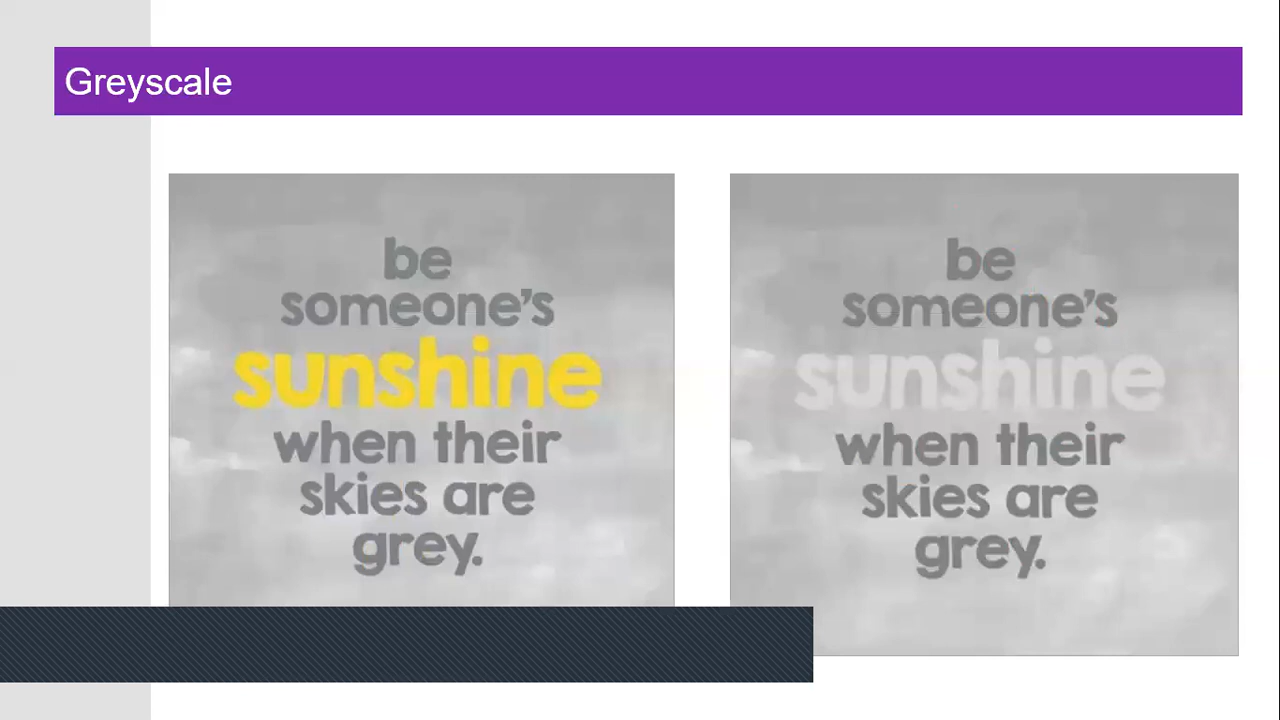 Greyscale
be
someone's
sunshine
when their
skies are
grey.
be
someone's
sunshine
when their
skies are
grey.